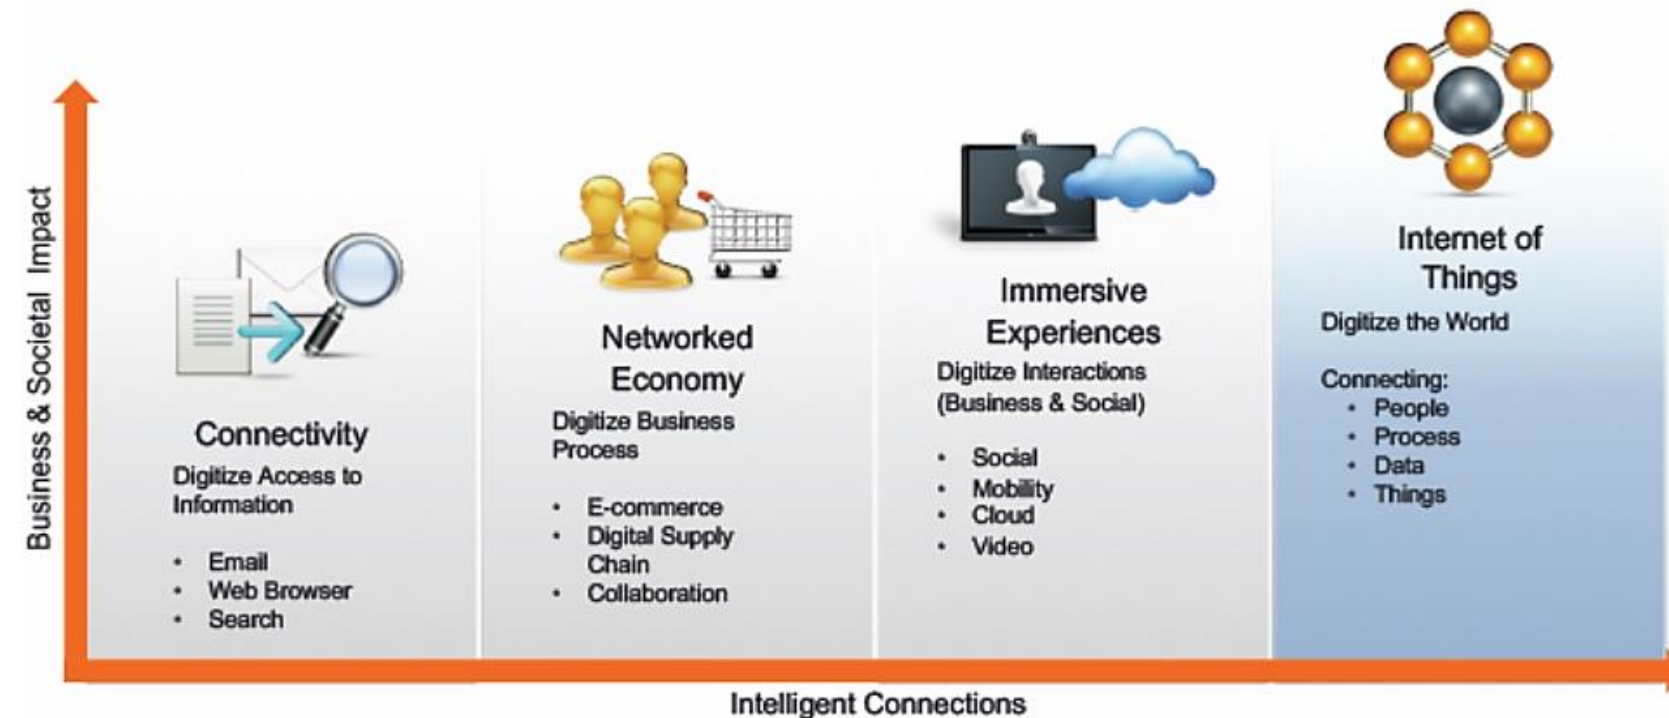 Business & Societal Impact
Connectivity
Digitize Access to
Information
• Email
• Web Browser
• Search
Networked
Economy
Digitize Business
Process
• E-commerce
• Digital Supply
Chain
• Collaboration
Immersive
Experiences
Digitize Interactions
(Business & Social)
• Social
• Mobility
• Cloud
• Video
Internet of
Things
Digitize the World
Connecting:
• People
• Process
• Data
• Things
Intelligent Connections